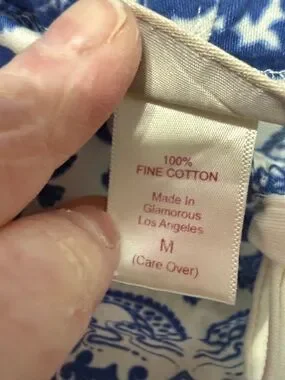 100%
FINE COTTON
Made In
Glamorous
Los Angeles
M
(Care Over)